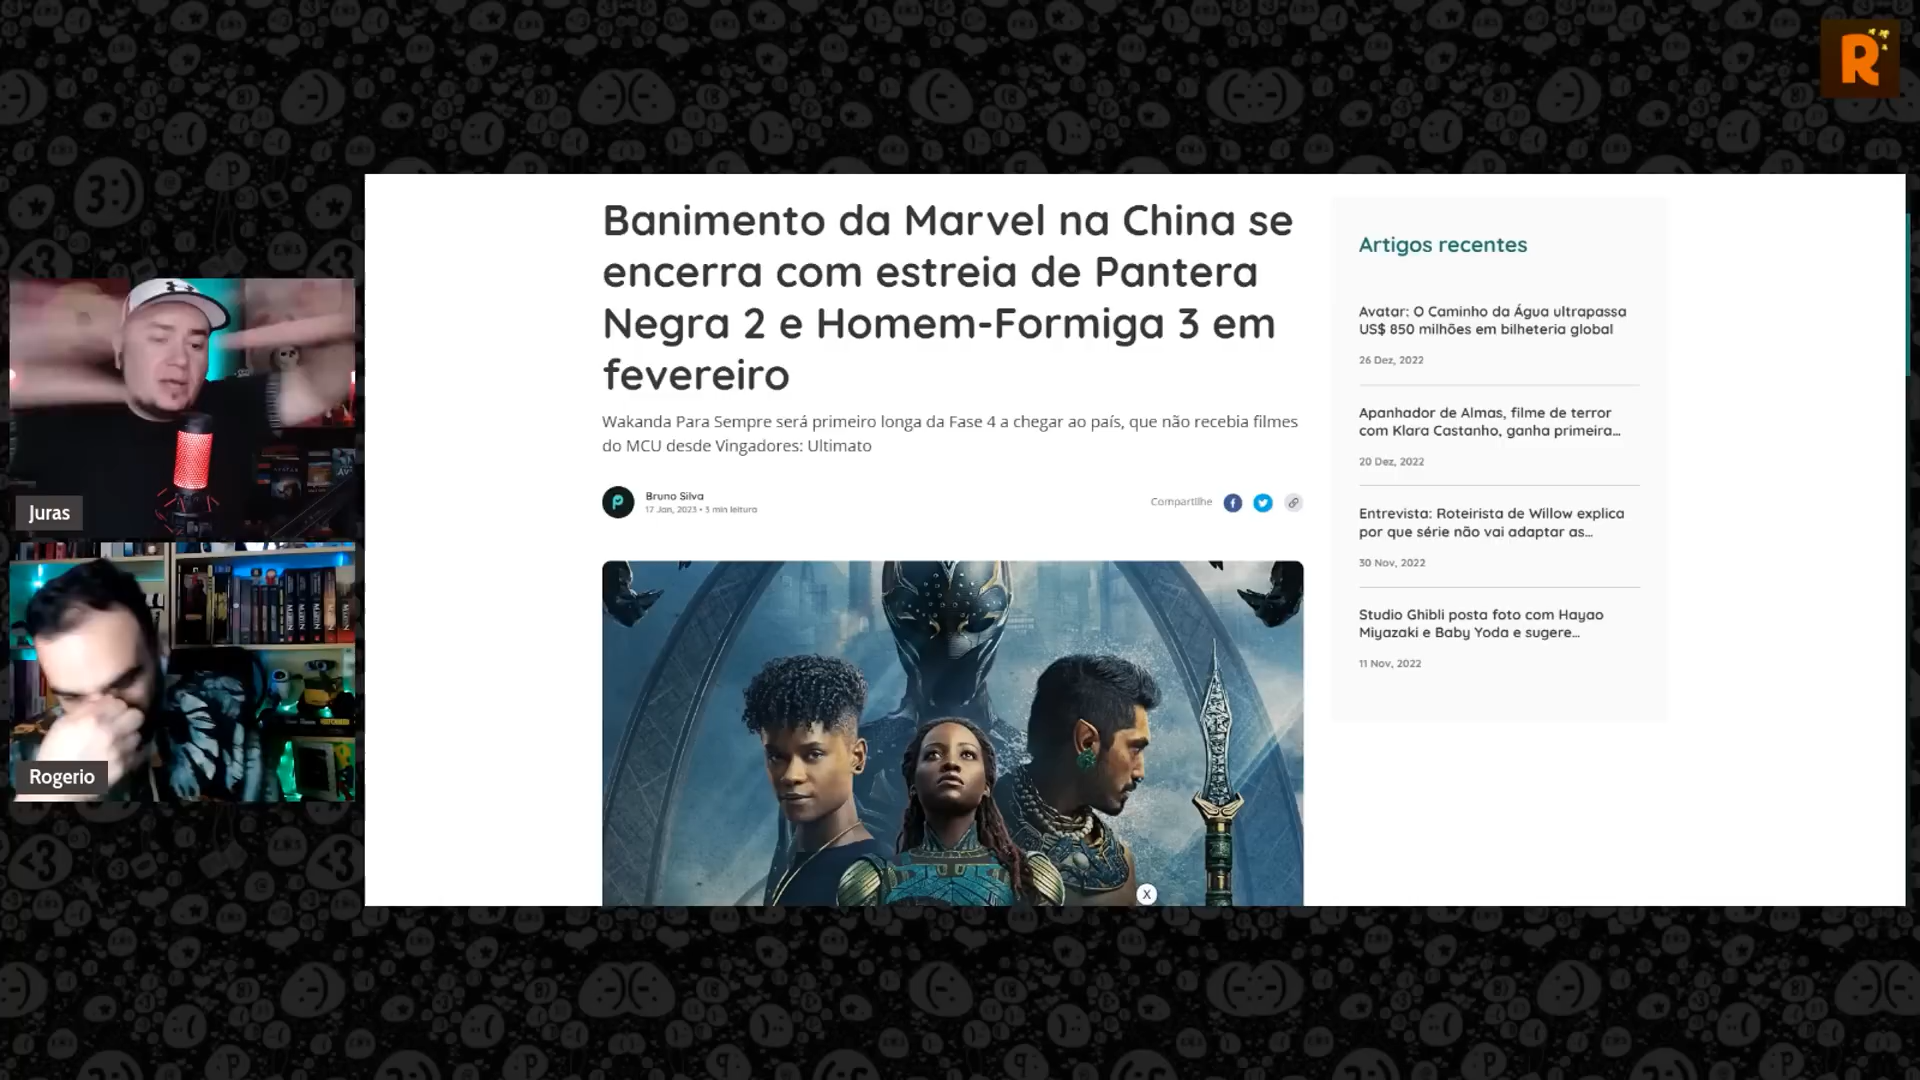 R
Banimento da Marvel na China se
encerra com estreia de Pantera
Negra 2 e Homem-Formiga 3 em
fevereiro
Wakanda Para Sempre será primeiro longa da Fase 4 a chegar ao país, que não recebia filmes
do MCU desde Vingadores: Ultimato
Bruno Silva
17 Jan, 2023 • 3 min leitura
Compartilhe
X
Artigos recentes
Avatar: O Caminho da Água ultrapassa
US$ 850 milhões em bilheteria global
26 Dez, 2022
Apanhador de Almas, filme de terror
com Klara Castanho, ganha primeira...
20 Dez, 2022
Entrevista: Roteirista de Willow explica
por que série não vai adaptar as...
30 Nov, 2022
Studio Ghibli posta foto com Hayao
Miyazaki e Baby Yoda e sugere...
11 Nov, 2022
Juras
Rogerio